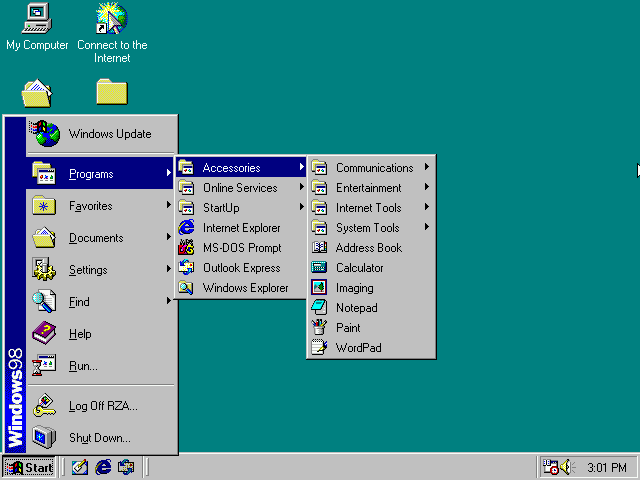 My Computer
Connect to the
Internet
Windows Update
Programs
Favorites
Documents
Settings
Find
Help
Run...
Log Off RZA...
Shut Down...
Windows98
Accessories
Online Services
StartUp
Internet Explorer
MS-DOS Prompt
Outlook Express
Windows Explorer
Communications
Entertainment
Internet Tools
System Tools
Address Book
Calculator
Imaging
Notepad
Paint
WordPad
Start
3:01 PM